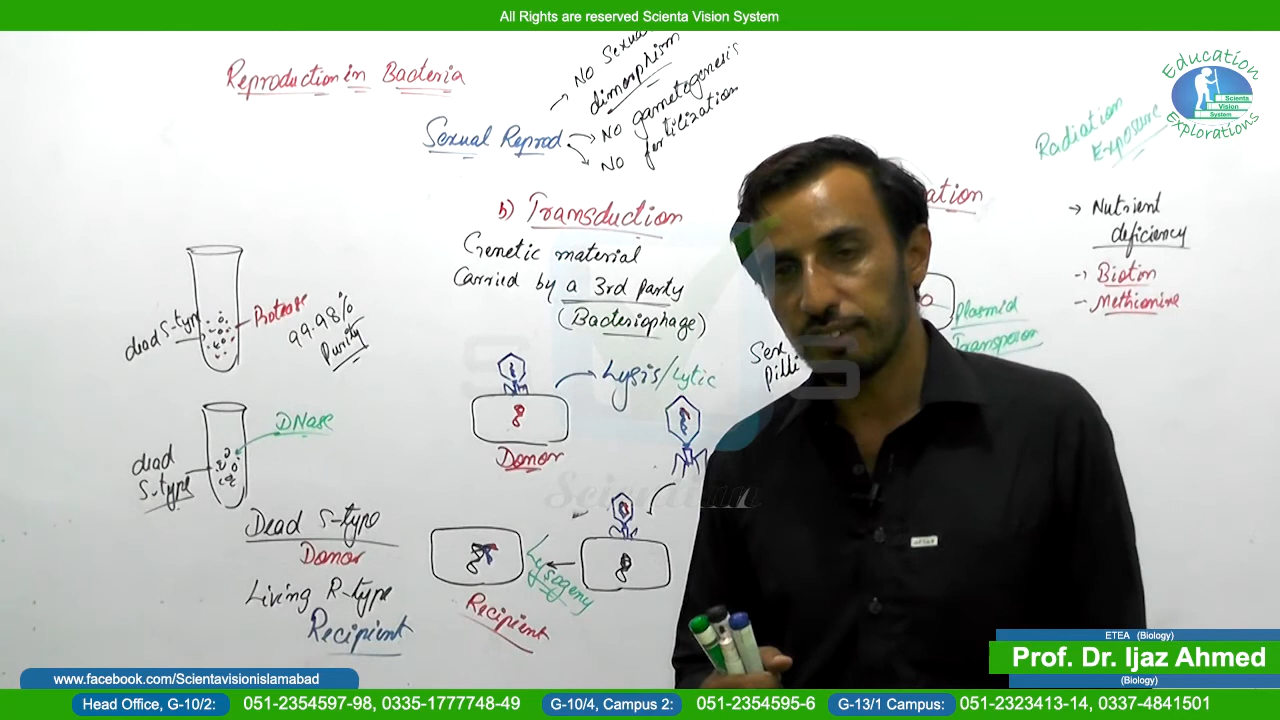 All Rights are reserved Scienta Vision System
Education
Scienta
Vision
System
Explorations
Reproduction in Bacteria
Sexual Reprod
No Sexual
dimorphism
No gametogenesis
No fertilization
b) Transduction
Genetic material
Carried by a 3rd party
(Bacteriophage)
Lysis/Lytic
Donor
Lysogeny
Recipient
dead S-type
Protease
99.98%
Purity
DNase
dead
S-type
Dead S-type
Donor
Living R-type
Recipient
ation
Sex
pilli
Plasmid
Transposon
Radiation
Exposure
Nutrient
deficiency
Biotin
Methionine
S
S
Scientian
ETEA (Biology)
Prof. Dr. Ijaz Ahmed
(Biology)
www.facebook.com/Scientavisionislamabad
Head Office, G-10/2: 051-2354597-98, 0335-1777748-49 G-10/4, Campus 2: 051-2354595-6 G-13/1 Campus: 051-2323413-14, 0337-4841501